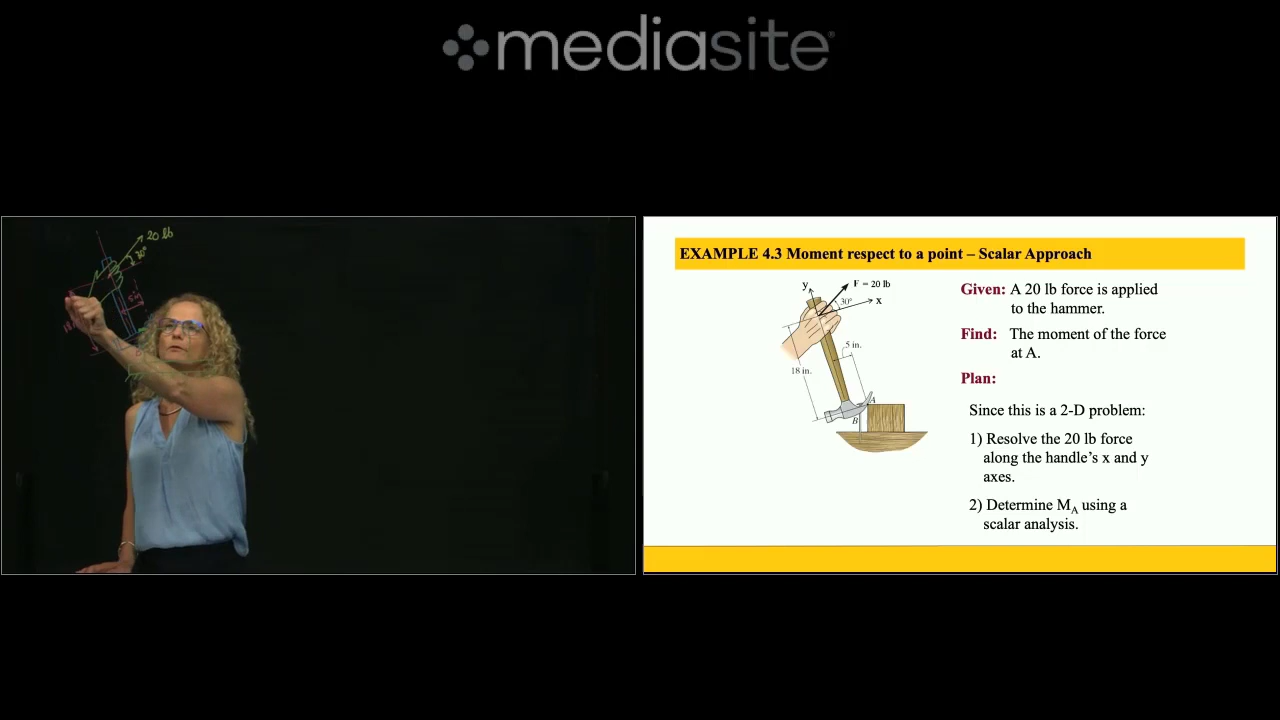 mediasite
20 lb
30°
5 in
EXAMPLE 4.3 Moment respect to a point – Scalar Approach
y
F = 20 lb
30°
x
5 in.
18 in.
A
B
Given: A 20 lb force is applied
to the hammer.
Find: The moment of the force
at A.
Plan:
Since this is a 2-D problem:
1) Resolve the 20 lb force
along the handle’s x and y
axes.
2) Determine MA using a
scalar analysis.